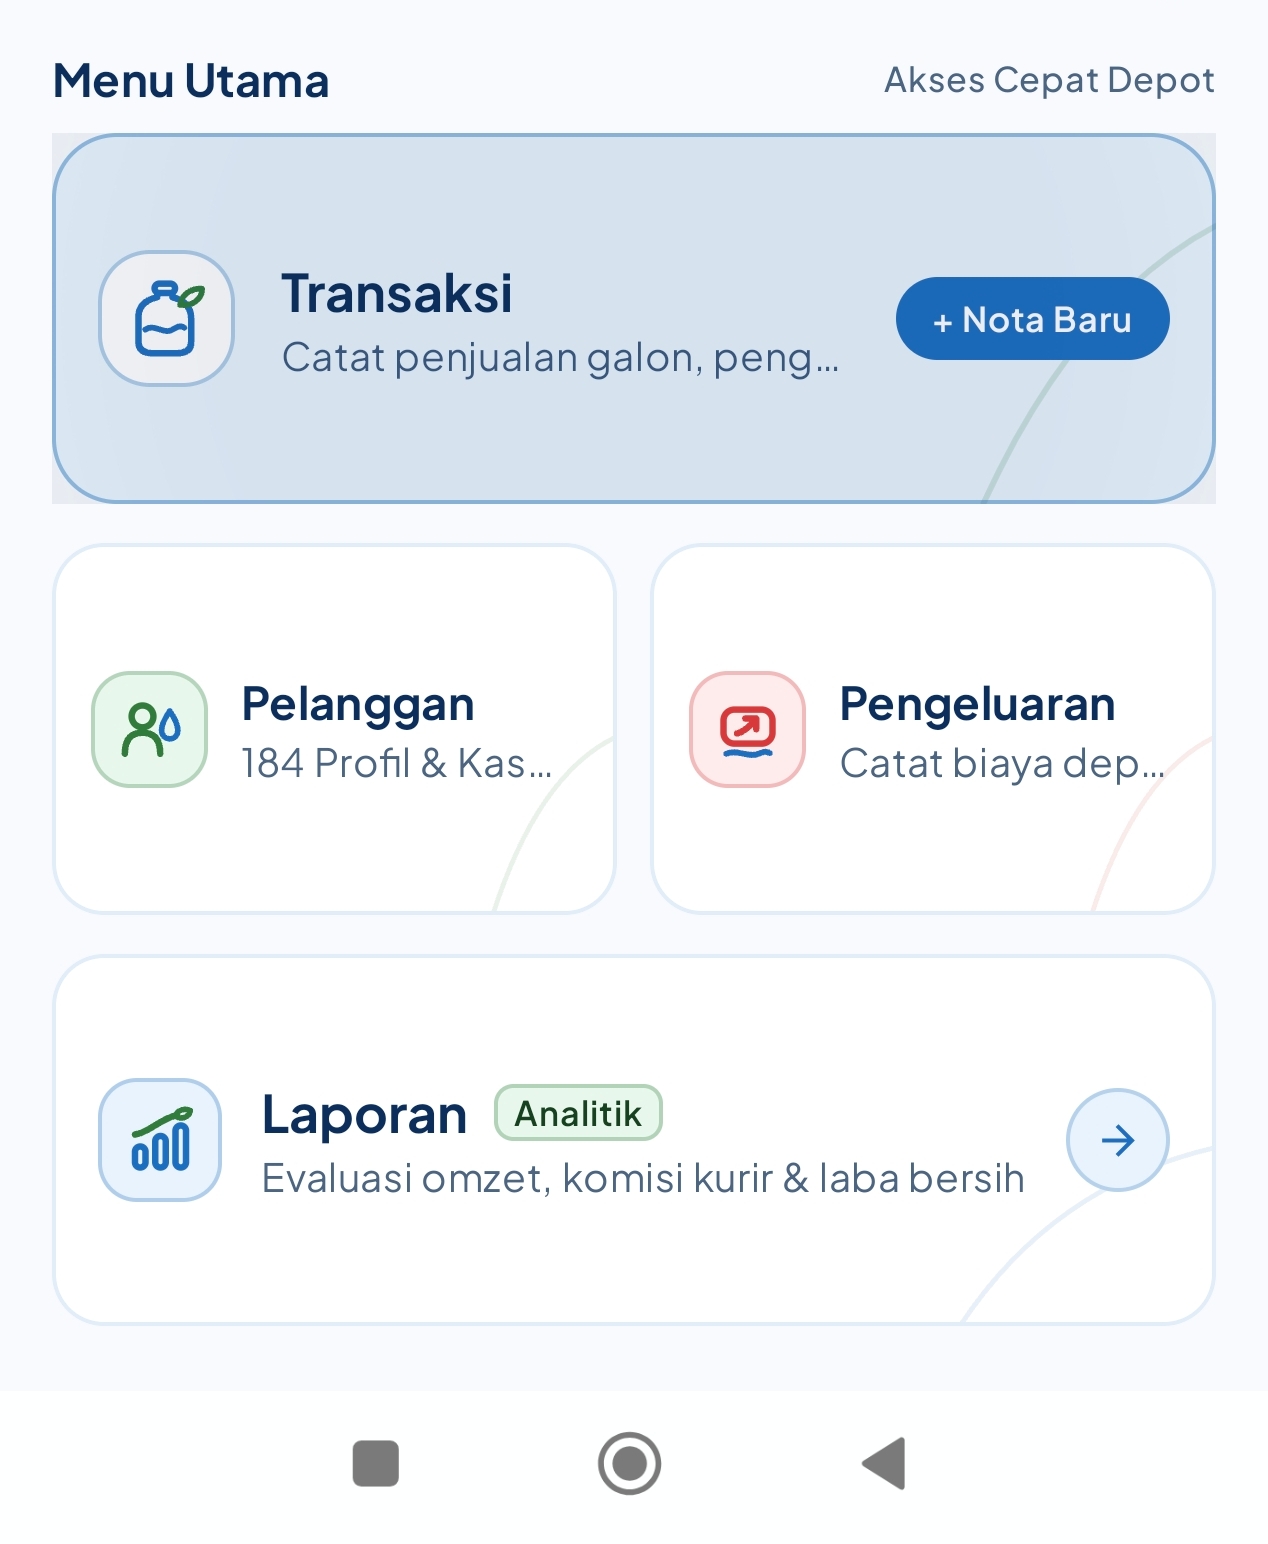 Menu Utama
Akses Cepat Depot
Transaksi
Catat penjualan galon, peng...
+ Nota Baru
Pelanggan
184 Profil & Kas...
Pengeluaran
Catat biaya dep...
Laporan
Analitik
Evaluasi omzet, komisi kurir & laba bersih